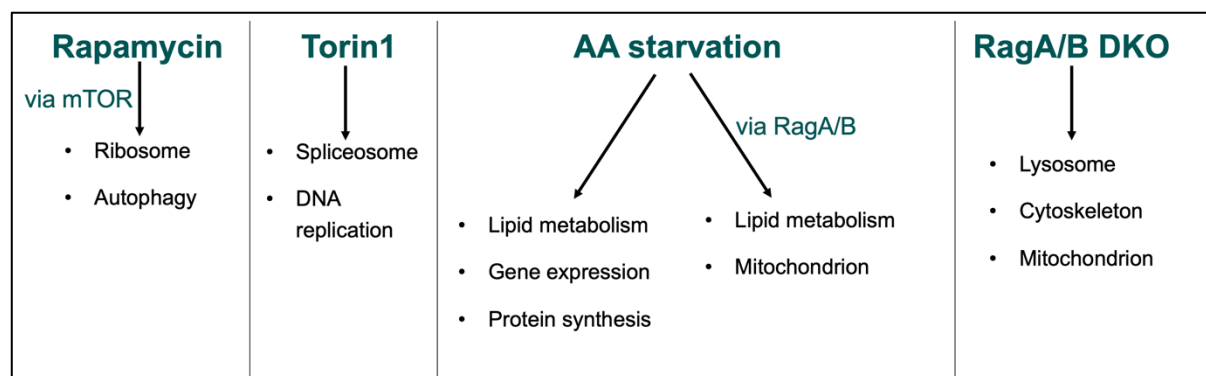 Rapamycin
via mTOR
• Ribosome
• Autophagy
Torin1
• Spliceosome
• DNA
replication
AA starvation
via RagA/B
• Lipid metabolism
• Gene expression
• Protein synthesis
• Lipid metabolism
• Mitochondrion
RagA/B DKO
• Lysosome
• Cytoskeleton
• Mitochondrion